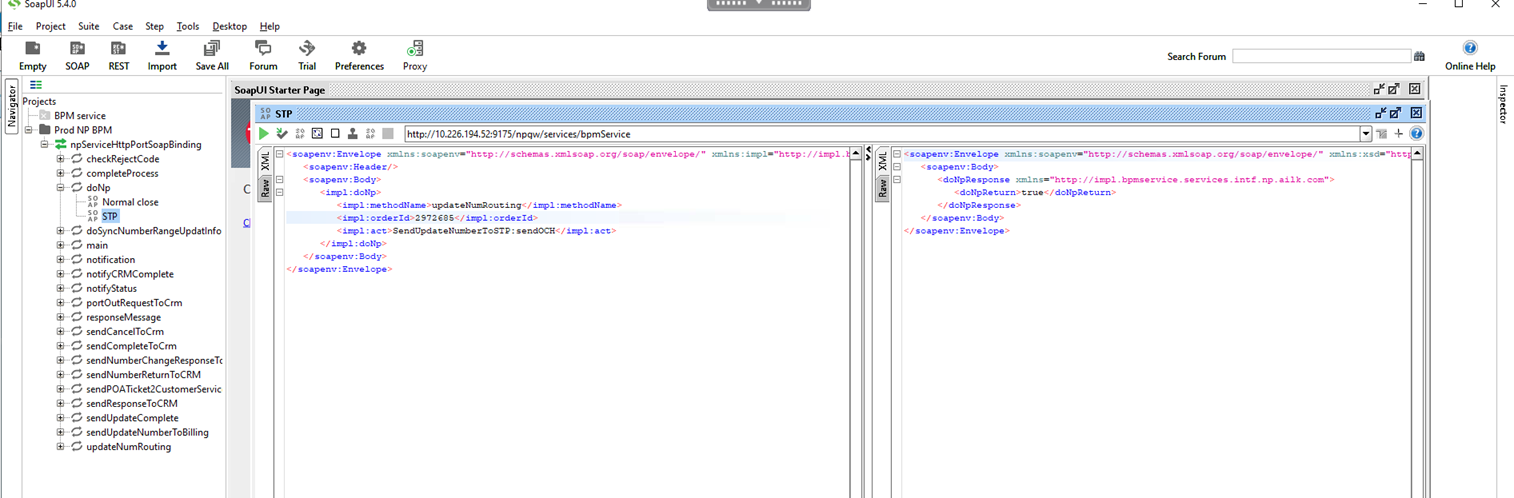 SoapUI 5.4.0
File Project Suite Case Step Tools Desktop Help
Empty SOAP REST Import Save All Forum Trial Preferences Proxy
Search Forum
Online Help
Navigator
Projects
BPM service
Prod NP BPM
npServiceHttpPortSoapBinding
checkRejectCode
completeProcess
doNp
Normal close
STP
doSyncNumberRangeUpdatInfo
main
notification
notifyCRMComplete
notifyStatus
portOutRequestToCrm
responseMessage
sendCancelToCrm
sendCompleteToCrm
sendNumberChangeResponseTo
sendNumberReturnToCRM
sendPOATicket2CustomerServic
sendResponseToCRM
sendUpdateComplete
sendUpdateNumberToBilling
updateNumRouting
SoapUI Starter Page
STP
http://10.226.194.52:9175/npqw/services/bpmService
XML
Raw
<soapenv:Envelope xmlns:soapenv="http://schemas.xmlsoap.org/soap/envelope/" xmlns:impl="http://impl.b
<soapenv:Header/>
<soapenv:Body>
<impl:doNp>
<impl:methodName>updateNumRouting</impl:methodName>
<impl:orderId>2972685</impl:orderId>
<impl:act>SendUpdateNumberToSTP:sendOCH</impl:act>
</impl:doNp>
</soapenv:Body>
</soapenv:Envelope>
XML
Raw
<soapenv:Envelope xmlns:soapenv="http://schemas.xmlsoap.org/soap/envelope/" xmlns:xsd="http
<soapenv:Body>
<doNpResponse xmlns="http://impl.bpmservice.services.intf.np.ailk.com">
<doNpReturn>true</doNpReturn>
</doNpResponse>
</soapenv:Body>
</soapenv:Envelope>
Inspector